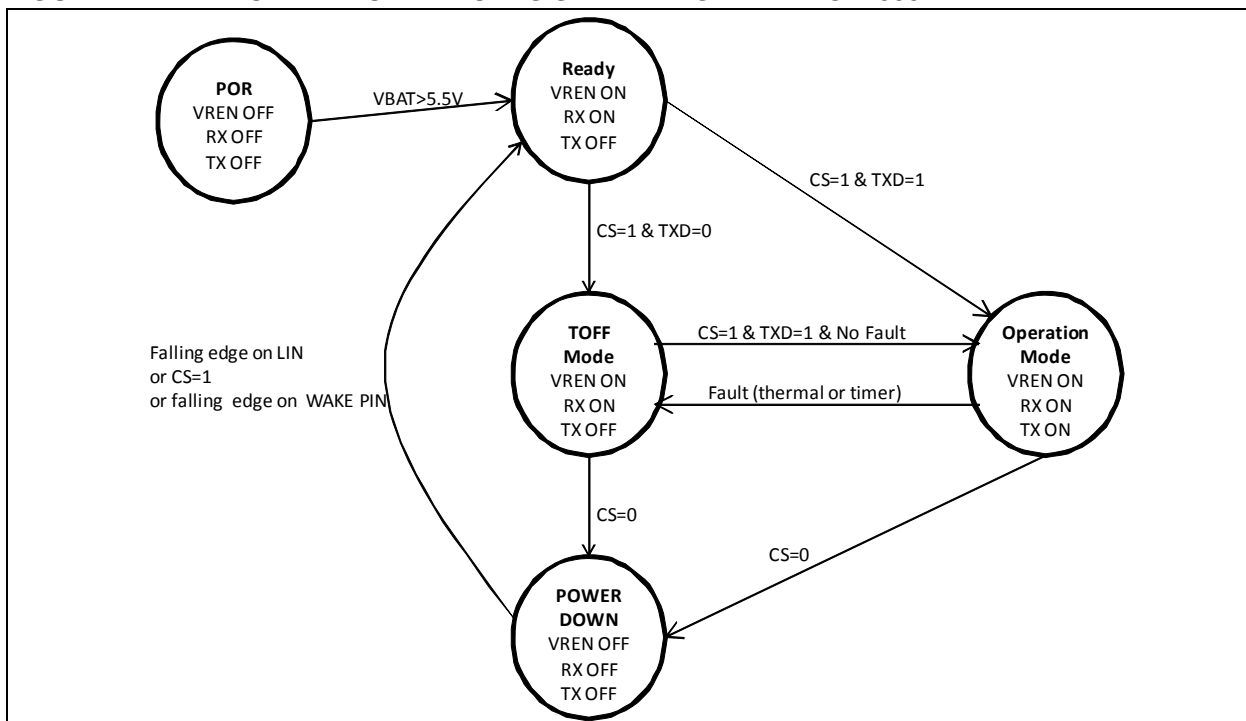 POR
VREN OFF
RX OFF
TX OFF
VBAT>5.5V
Ready
VREN ON
RX ON
TX OFF
CS=1 & TXD=1
CS=1 & TXD=0
TOFF
Mode
VREN ON
RX ON
TX OFF
CS=1 & TXD=1 & No Fault
Fault (thermal or timer)
Operation
Mode
VREN ON
RX ON
TX ON
Falling edge on LIN
or CS=1
or falling edge on WAKE PIN
CS=0
CS=0
POWER
DOWN
VREN OFF
RX OFF
TX OFF